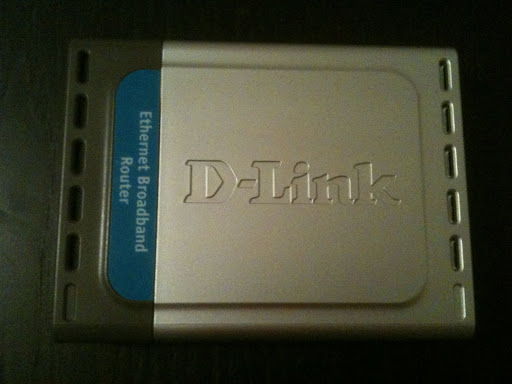 Ethernet Broadband
Router
D-Link